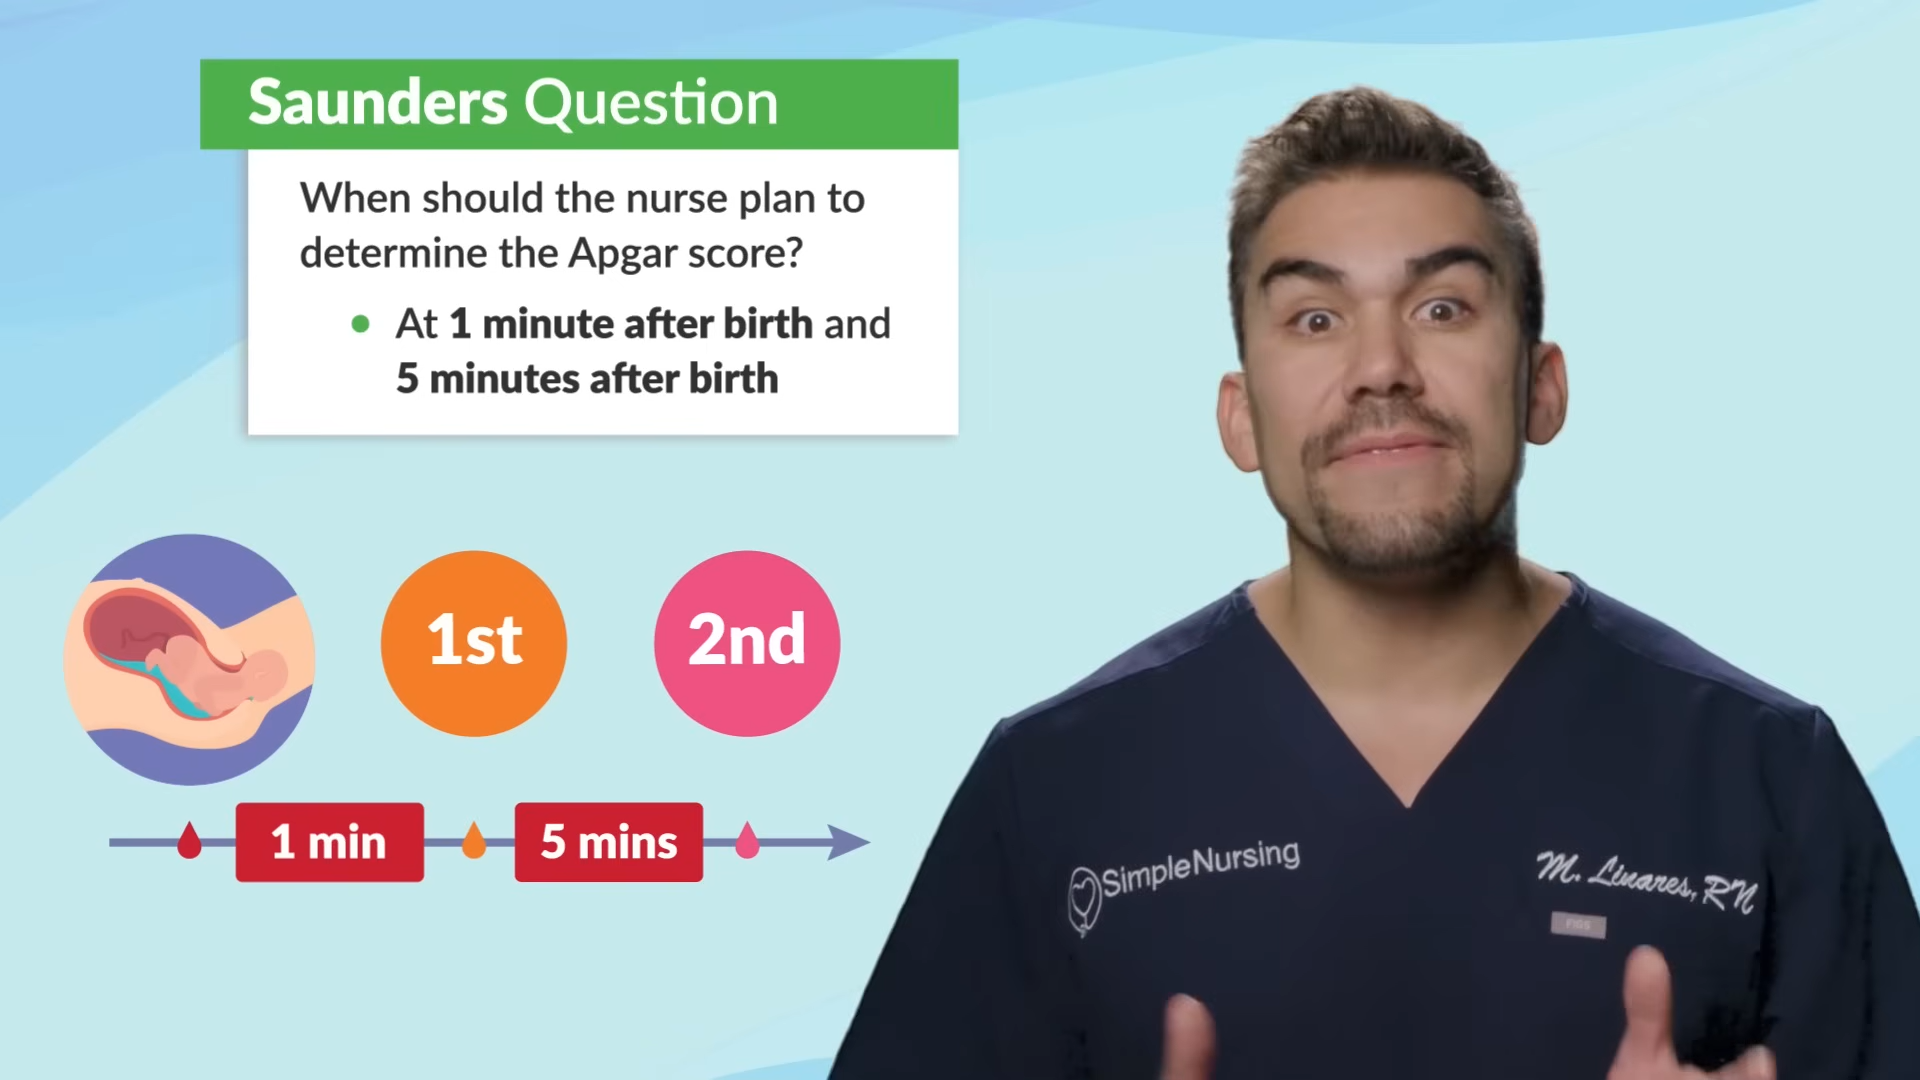 Saunders Question
When should the nurse plan to
determine the Apgar score?
At 1 minute after birth and
5 minutes after birth
1st
2nd
1 min
5 mins
SimpleNursing
M. Linares, RN
FIGS